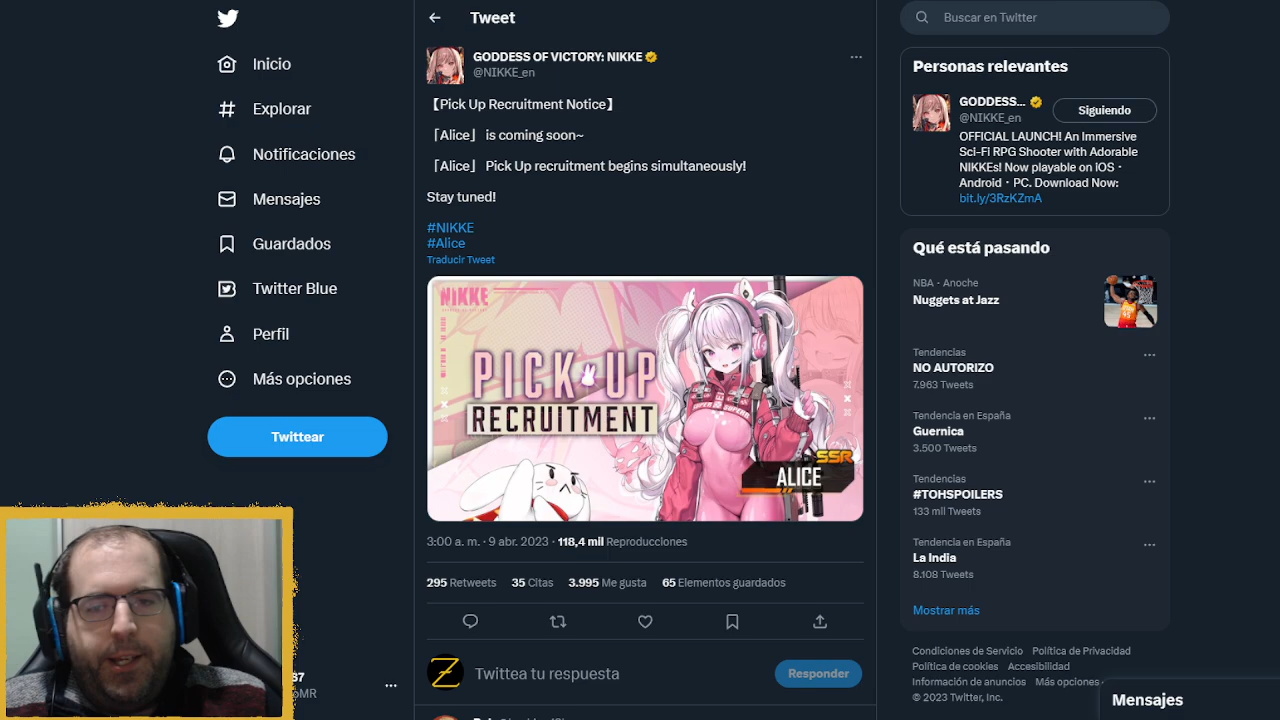 Inicio
Explorar
Notificaciones
Mensajes
Guardados
Twitter Blue
Perfil
Más opciones
Twittear
67
MR
Tweet
GODDESS OF VICTORY: NIKKE
@NIKKE_en
【Pick Up Recruitment Notice】
「Alice」 is coming soon~
「Alice」 Pick Up recruitment begins simultaneously!
Stay tuned!
#NIKKE
#Alice
Traducir Tweet
NIKKE
PICK UP
RECRUITMENT
SSR
ALICE
3:00 a. m. · 9 abr. 2023 · 118,4 mil Reproducciones
295 Retweets 35 Citas 3.995 Me gusta 65 Elementos guardados
Twittea tu respuesta
Responder
Buscar en Twitter
Personas relevantes
GODDESS...
@NIKKE_en
Siguiendo
OFFICIAL LAUNCH! An Immersive
Sci-Fi RPG Shooter with Adorable
NIKKEs! Now playable on iOS・
Android・PC. Download Now:
bit.ly/3RzKZmA
Qué está pasando
NBA · Anoche
Nuggets at Jazz
Tendencias
NO AUTORIZO
7.963 Tweets
Tendencia en España
Guernica
3.500 Tweets
Tendencias
#TOHSPOILERS
133 mil Tweets
Tendencia en España
La India
8.108 Tweets
Mostrar más
Condiciones de Servicio Política de Privacidad
Política de cookies Accesibilidad
Información de anuncios Más opciones
© 2023 Twitter, Inc.
Mensajes